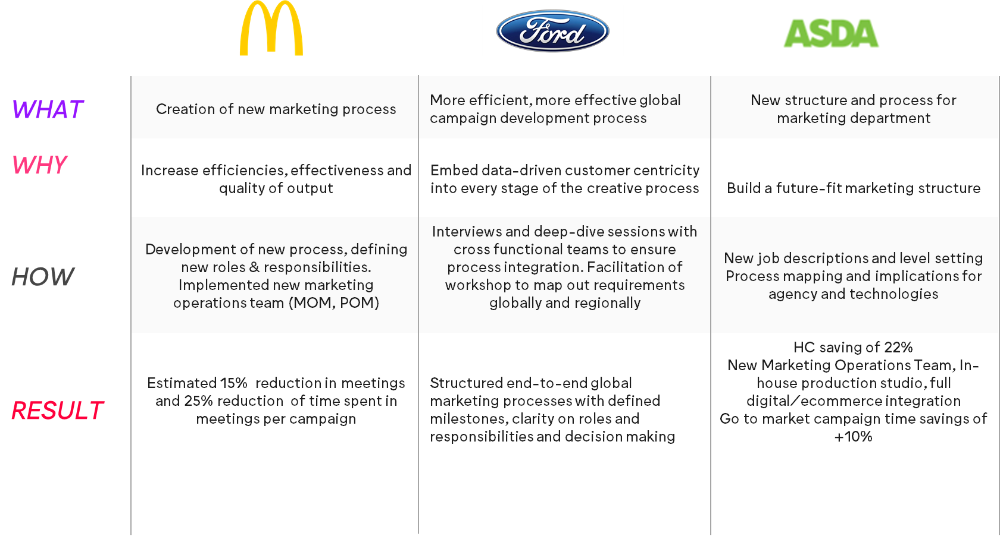 Ford
ASDA
WHAT
Creation of new marketing process
More efficient, more effective global
campaign development process
New structure and process for
marketing department
WHY
Increase efficiencies, effectiveness and
quality of output
Embed data-driven customer centricity
into every stage of the creative process
Build a future-fit marketing structure
HOW
Development of new process, defining
new roles & responsibilities.
Implemented new marketing
operations team (MOM, POM)
Interviews and deep-dive sessions with
cross functional teams to ensure
process integration. Facilitation of
workshop to map out requirements
globally and regionally
New job descriptions and level setting
Process mapping and implications for
agency and technologies
RESULT
Estimated 15%  reduction in meetings
and 25% reduction  of time spent in
meetings per campaign
Structured end-to-end global
marketing processes with defined
milestones, clarity on roles and
responsibilities and decision making
HC saving of 22%
New Marketing Operations Team, In-
house production studio, full
digital/ecommerce integration
Go to market campaign time savings of
+10%